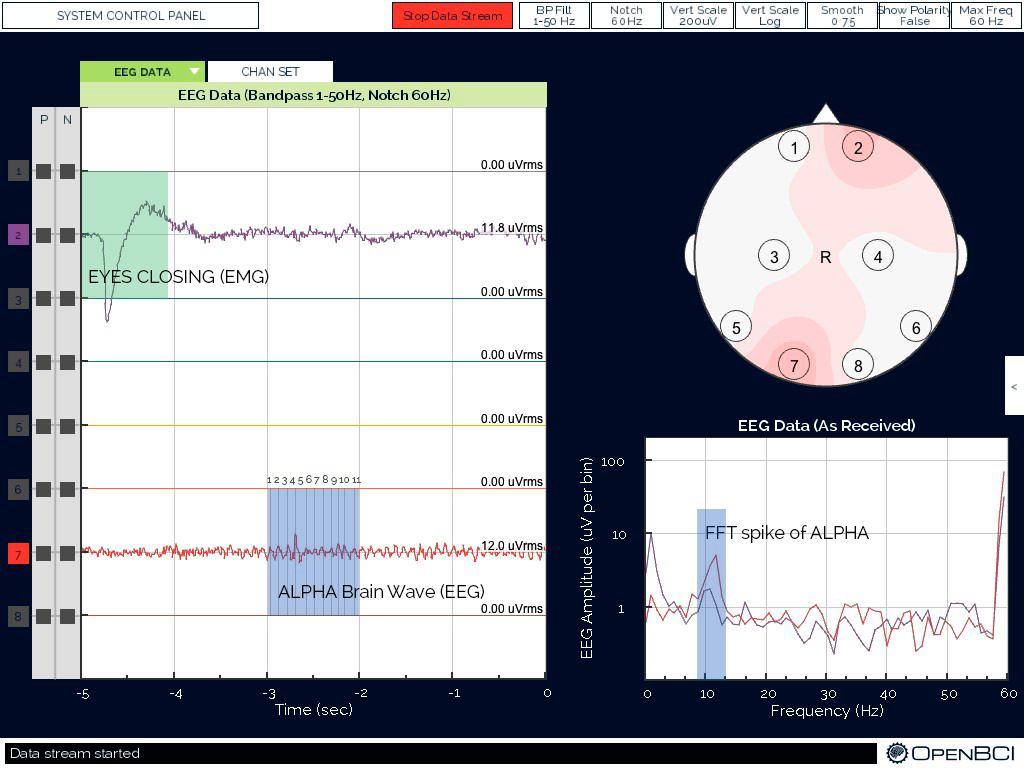 SYSTEM CONTROL PANEL
Stop Data Stream
BP Filt
1-50 Hz
Notch
60Hz
Vert Scale
200uV
Vert Scale
Log
Smooth
0.75
Show Polarity
False
Max Freq
60 Hz
EEG DATA
CHAN SET
EEG Data (Bandpass 1-50Hz, Notch 60Hz)
P N
1
0.00 uVrms
2
11.8 uVrms
EYES CLOSING (EMG)
3
0.00 uVrms
4
0.00 uVrms
5
0.00 uVrms
6
0.00 uVrms
1 2 3 4 5 6 7 8 9 10 11
7
12.0 uVrms
ALPHA Brain Wave (EEG)
8
0.00 uVrms
-5 -4 -3 -2 -1 0
Time (sec)
1 2
3 R 4
5 6
7 8
<
EEG Data (As Received)
EEG Amplitude (uV per bin)
100
10
1
FFT spike of ALPHA
0 10 20 30 40 50 60
Frequency (Hz)
Data stream started
OPENBCI